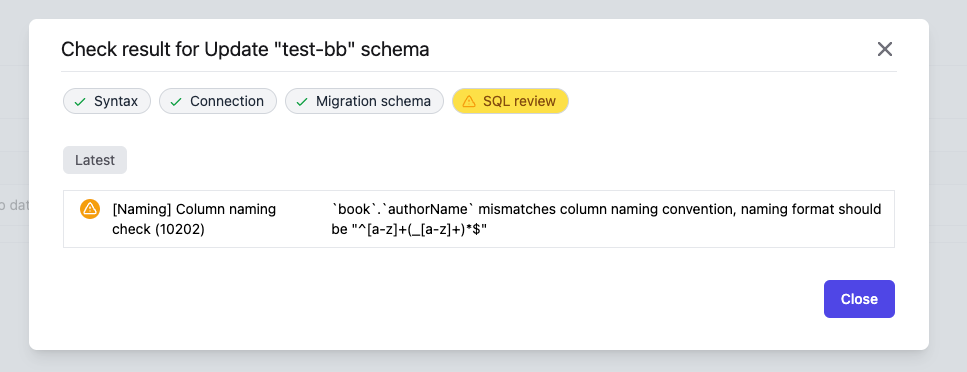 Check result for Update "test-bb" schema
Syntax
Connection
Migration schema
SQL review
Latest
[Naming] Column naming
check (10202)
`book`.`authorName` mismatches column naming convention, naming format should
be "^[a-z]+(_[a-z]+)*$"
Close